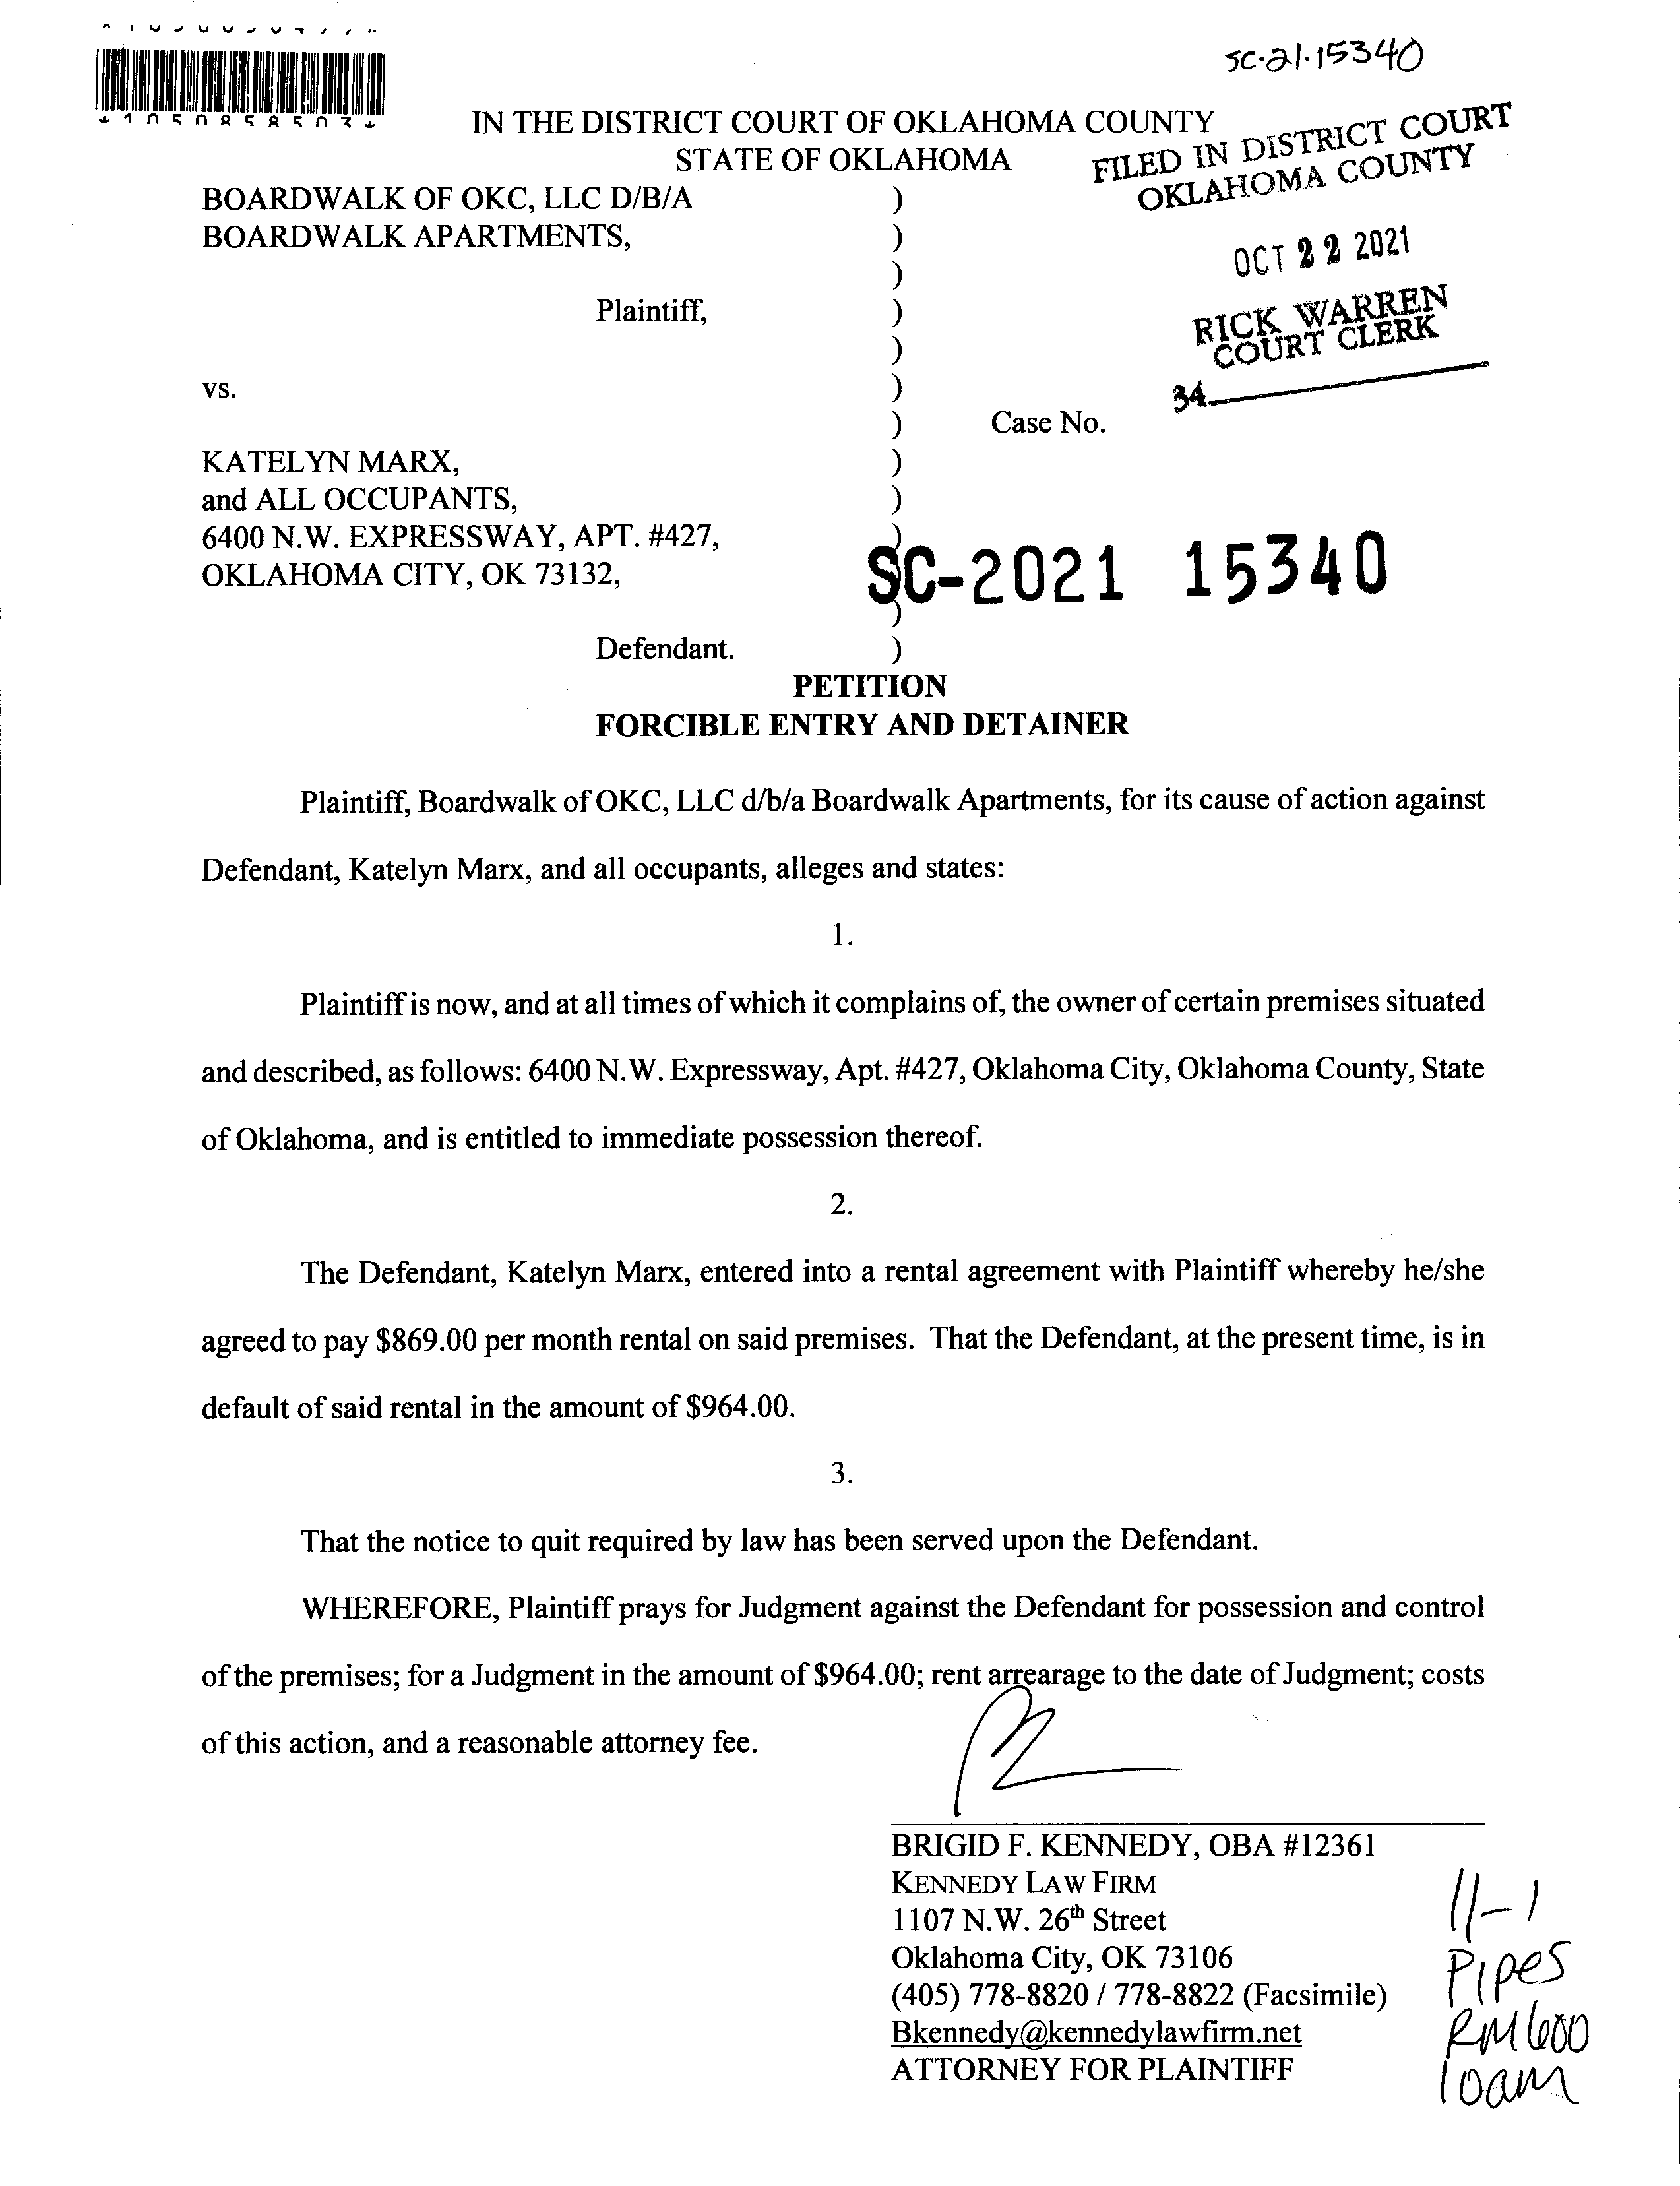 SC-21-15340
*1050858503*
IN THE DISTRICT COURT OF OKLAHOMA COUNTY
STATE OF OKLAHOMA
FILED IN DISTRICT COURT
OKLAHOMA COUNTY
OCT 22 2021
RICK WARREN
COURT CLERK
34
BOARDWALK OF OKC, LLC D/B/A )
BOARDWALK APARTMENTS, )
)
Plaintiff, )
)
vs. )
) Case No.
KATELYN MARX, )
and ALL OCCUPANTS, )
6400 N.W. EXPRESSWAY, APT. #427, )
OKLAHOMA CITY, OK 73132, ) SC-2021 15340
)
Defendant. )
PETITION
FORCIBLE ENTRY AND DETAINER
Plaintiff, Boardwalk of OKC, LLC d/b/a Boardwalk Apartments, for its cause of action against
Defendant, Katelyn Marx, and all occupants, alleges and states:
1.
Plaintiff is now, and at all times of which it complains of, the owner of certain premises situated
and described, as follows: 6400 N.W. Expressway, Apt. #427, Oklahoma City, Oklahoma County, State
of Oklahoma, and is entitled to immediate possession thereof.
2.
The Defendant, Katelyn Marx, entered into a rental agreement with Plaintiff whereby he/she
agreed to pay $869.00 per month rental on said premises. That the Defendant, at the present time, is in
default of said rental in the amount of $964.00.
3.
That the notice to quit required by law has been served upon the Defendant.
WHEREFORE, Plaintiff prays for Judgment against the Defendant for possession and control
of the premises; for a Judgment in the amount of $964.00; rent arrearage to the date of Judgment; costs
of this action, and a reasonable attorney fee.
BRIGID F. KENNEDY, OBA #12361
KENNEDY LAW FIRM
1107 N.W. 26th Street
Oklahoma City, OK 73106
(405) 778-8820 / 778-8822 (Facsimile)
Bkennedy@kennedylawfirm.net
ATTORNEY FOR PLAINTIFF
11-1
Pipes
RM 600
10am